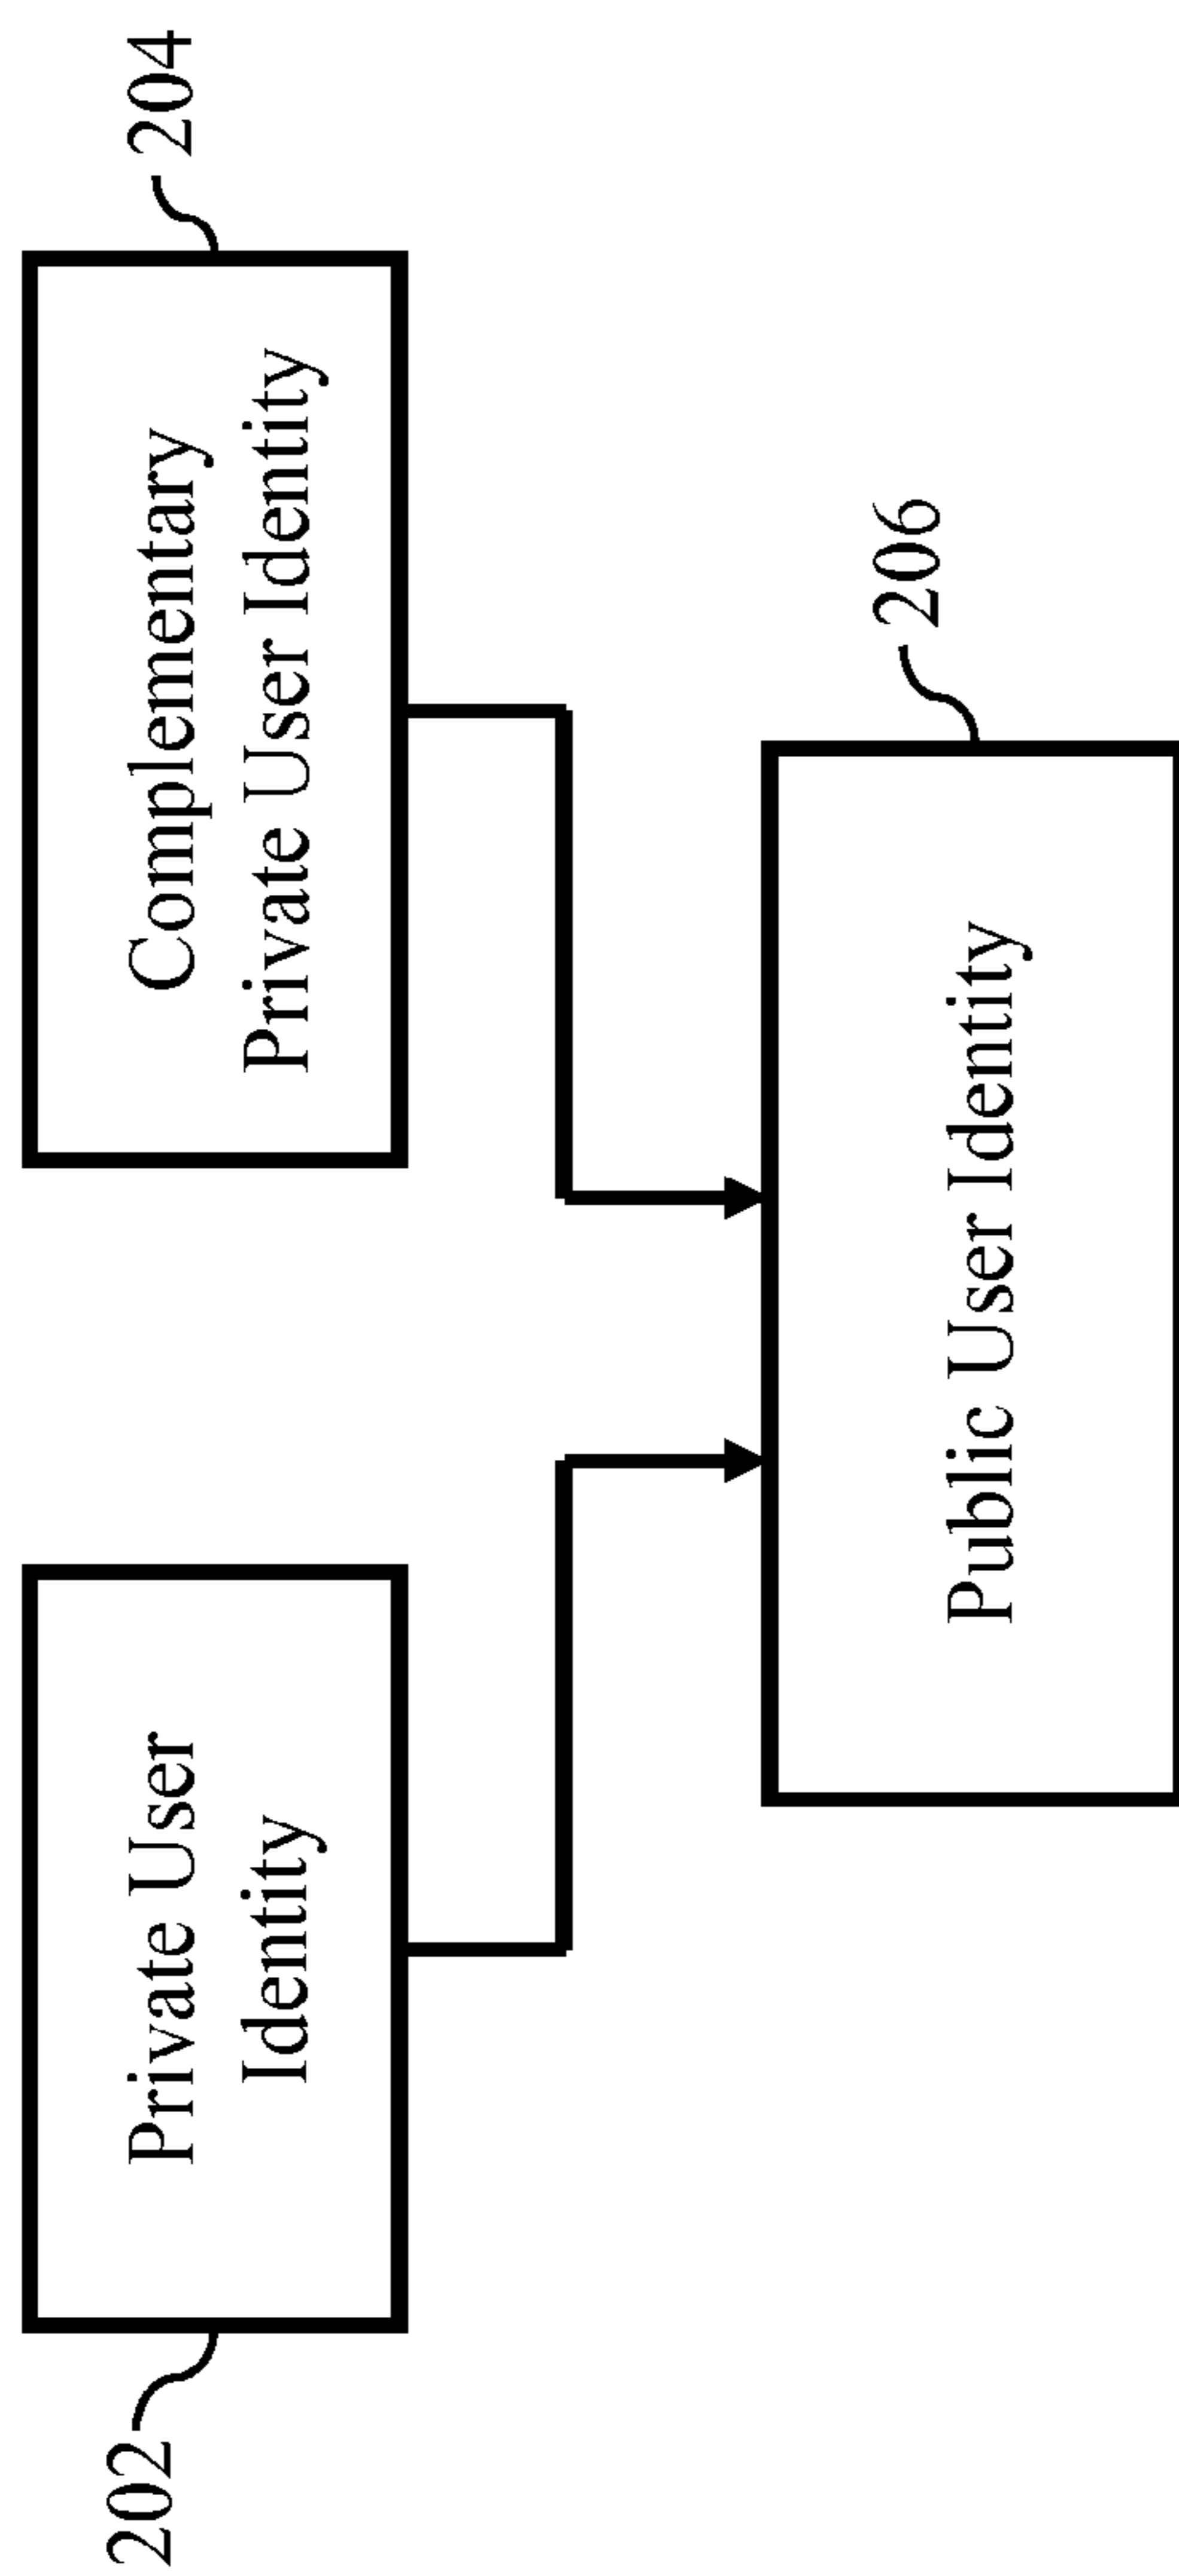 202
Private User
Identity
Complementary
Private User Identity
204
Public User Identity
206